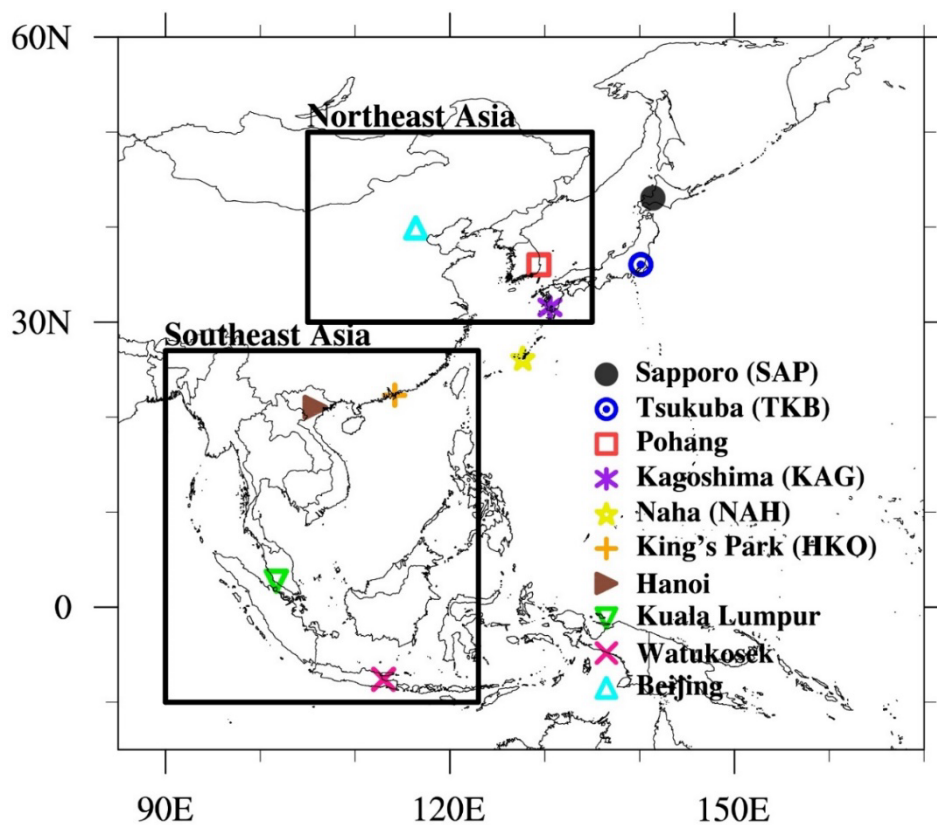 60N
Northeast Asia
30N
Southeast Asia
Sapporo (SAP)
Tsukuba (TKB)
Pohang
Kagoshima (KAG)
Naha (NAH)
King's Park (HKO)
Hanoi
0
Kuala Lumpur
Watukosek
Beijing
90E
120E
150E